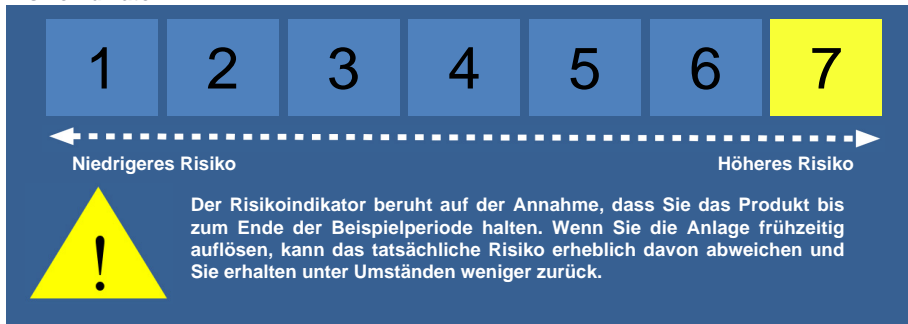 1 2 3 4 5 6 7
Niedrigeres Risiko Höheres Risiko
Der Risikoindikator beruht auf der Annahme, dass Sie das Produkt bis
zum Ende der Beispielperiode halten. Wenn Sie die Anlage frühzeitig
auflösen, kann das tatsächliche Risiko erheblich davon abweichen und
Sie erhalten unter Umständen weniger zurück.
!